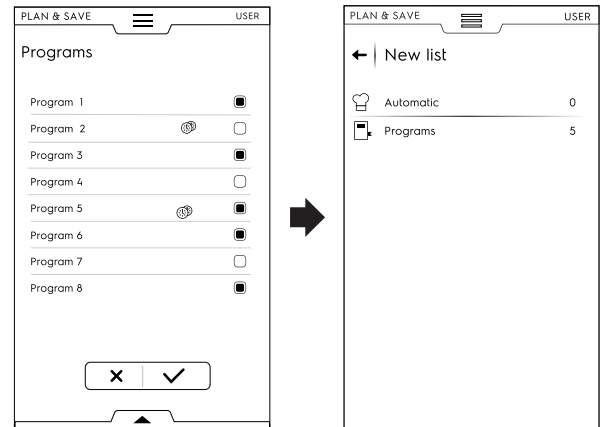 PLAN & SAVE USER
Programs
Program 1
Program 2
Program 3
Program 4
Program 5
Program 6
Program 7
Program 8
PLAN & SAVE USER
New list
Automatic 0
Programs 5